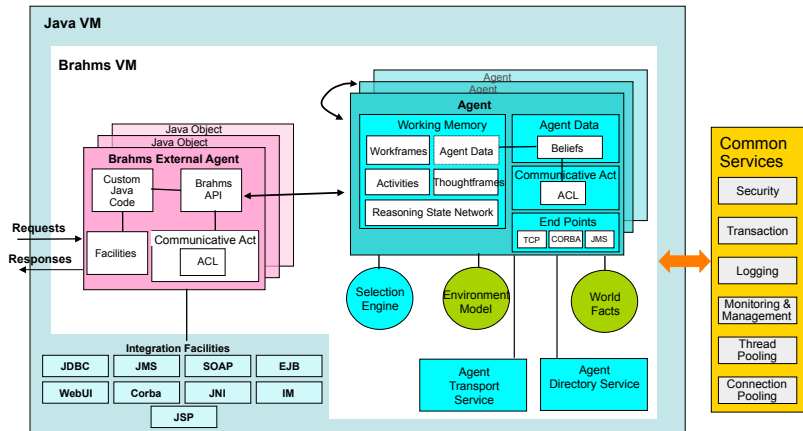 Java VM
Brahms VM
Java Object
Java Object
Brahms External Agent
Custom
Java
Code
Brahms
API
Facilities
Communicative Act
ACL
Requests
Responses
Agent
Agent
Agent
Working Memory
Workframes
Agent Data
Activities
Thoughtframes
Reasoning State Network
Agent Data
Beliefs
Communicative Act
ACL
End Points
TCP
CORBA
JMS
Selection
Engine
Environment
Model
World
Facts
Agent
Transport
Service
Agent
Directory Service
Integration Facilities
JDBC
JMS
SOAP
EJB
WebUI
Corba
JNI
IM
JSP
Common
Services
Security
Transaction
Logging
Monitoring &
Management
Thread
Pooling
Connection
Pooling